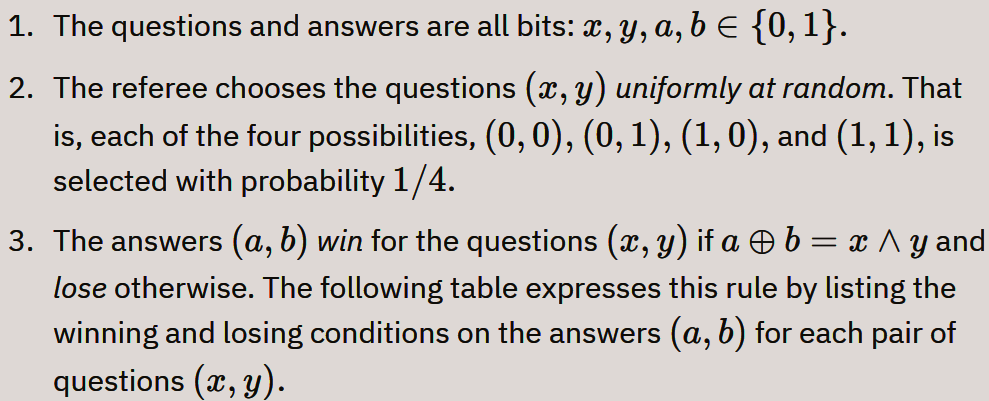 1. The questions and answers are all bits: x, y, a, b ∈ {0, 1}.
2. The referee chooses the questions (x, y) uniformly at random. That
is, each of the four possibilities, (0, 0), (0, 1), (1, 0), and (1, 1), is
selected with probability 1/4.
3. The answers (a, b) win for the questions (x, y) if a ⊕ b = x ∧ y and
lose otherwise. The following table expresses this rule by listing the
winning and losing conditions on the answers (a, b) for each pair of
questions (x, y).